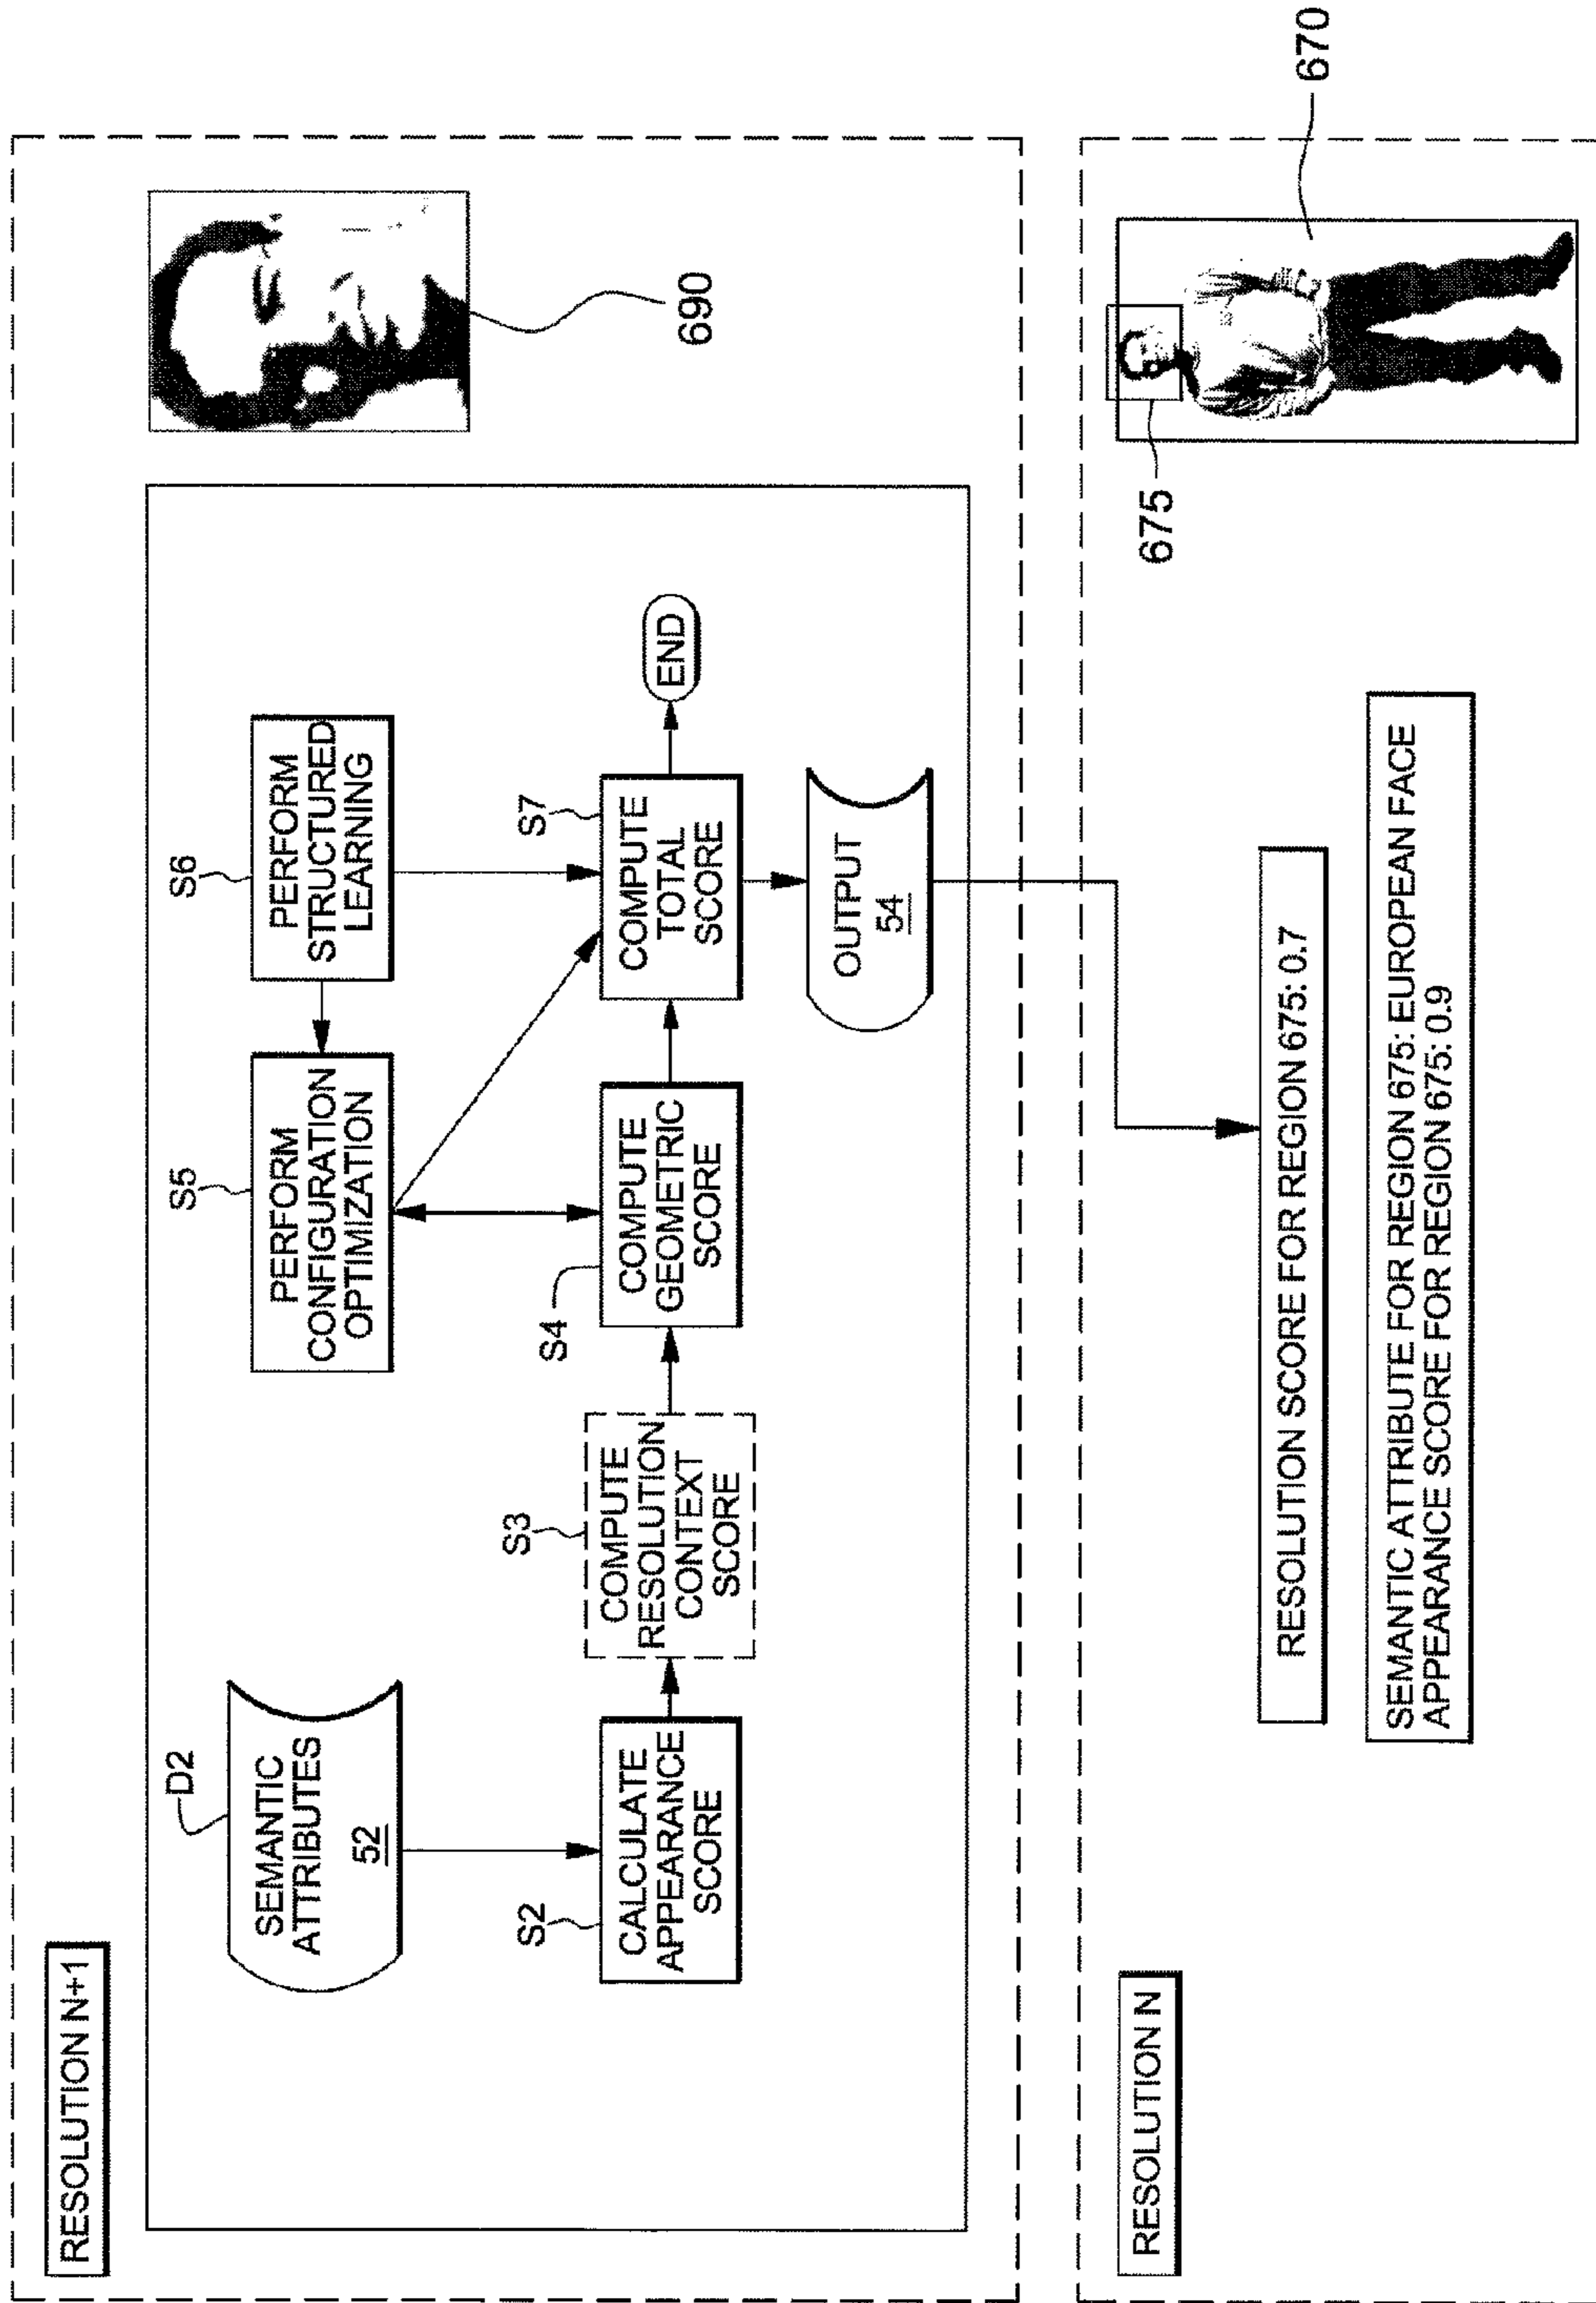 RESOLUTION N+1
D2
SEMANTIC
ATTRIBUTES
52
S2
CALCULATE
APPEARANCE
SCORE
S3
COMPUTE
RESOLUTION
CONTEXT
SCORE
S5
PERFORM
CONFIGURATION
OPTIMIZATION
S4
COMPUTE
GEOMETRIC
SCORE
S6
PERFORM
STRUCTURED
LEARNING
S7
COMPUTE
TOTAL
SCORE
END
OUTPUT
54
690
RESOLUTION N
RESOLUTION SCORE FOR REGION 675: 0.7
SEMANTIC ATTRIBUTE FOR REGION 675: EUROPEAN FACE
APPEARANCE SCORE FOR REGION 675: 0.9
675
670